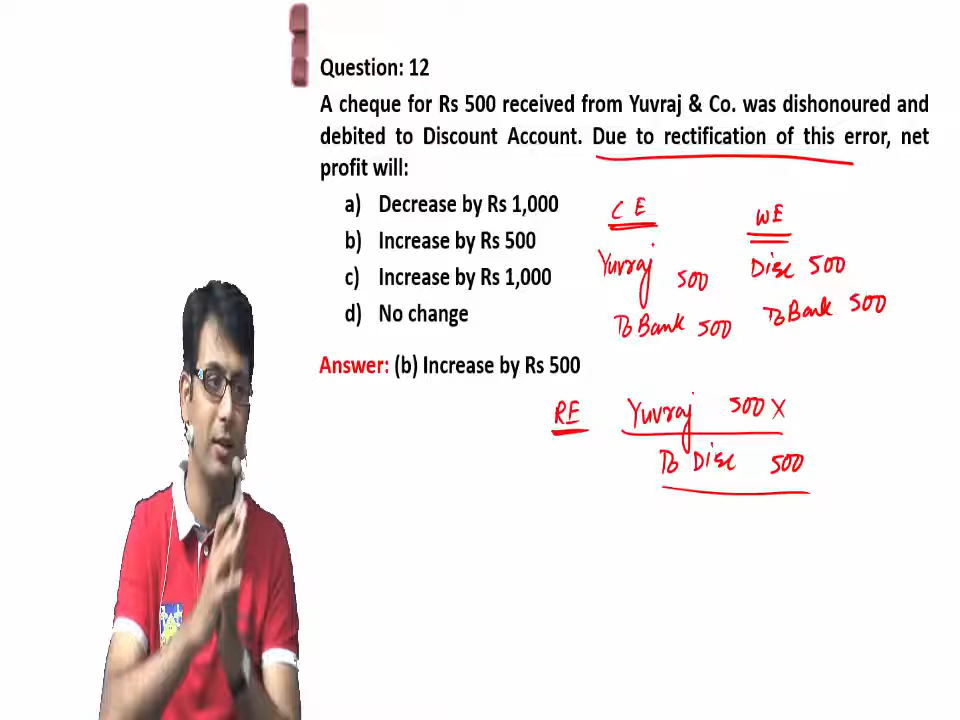 Question: 12
A cheque for Rs 500 received from Yuvraj & Co. was dishonoured and
debited to Discount Account. Due to rectification of this error, net
profit will:
a) Decrease by Rs 1,000
b) Increase by Rs 500
c) Increase by Rs 1,000
d) No change
Answer: (b) Increase by Rs 500
C E
Yuvraj 500
To Bank 500
WE
Disc 500
To Bank 500
RE Yuvraj 500 X
To Disc 500